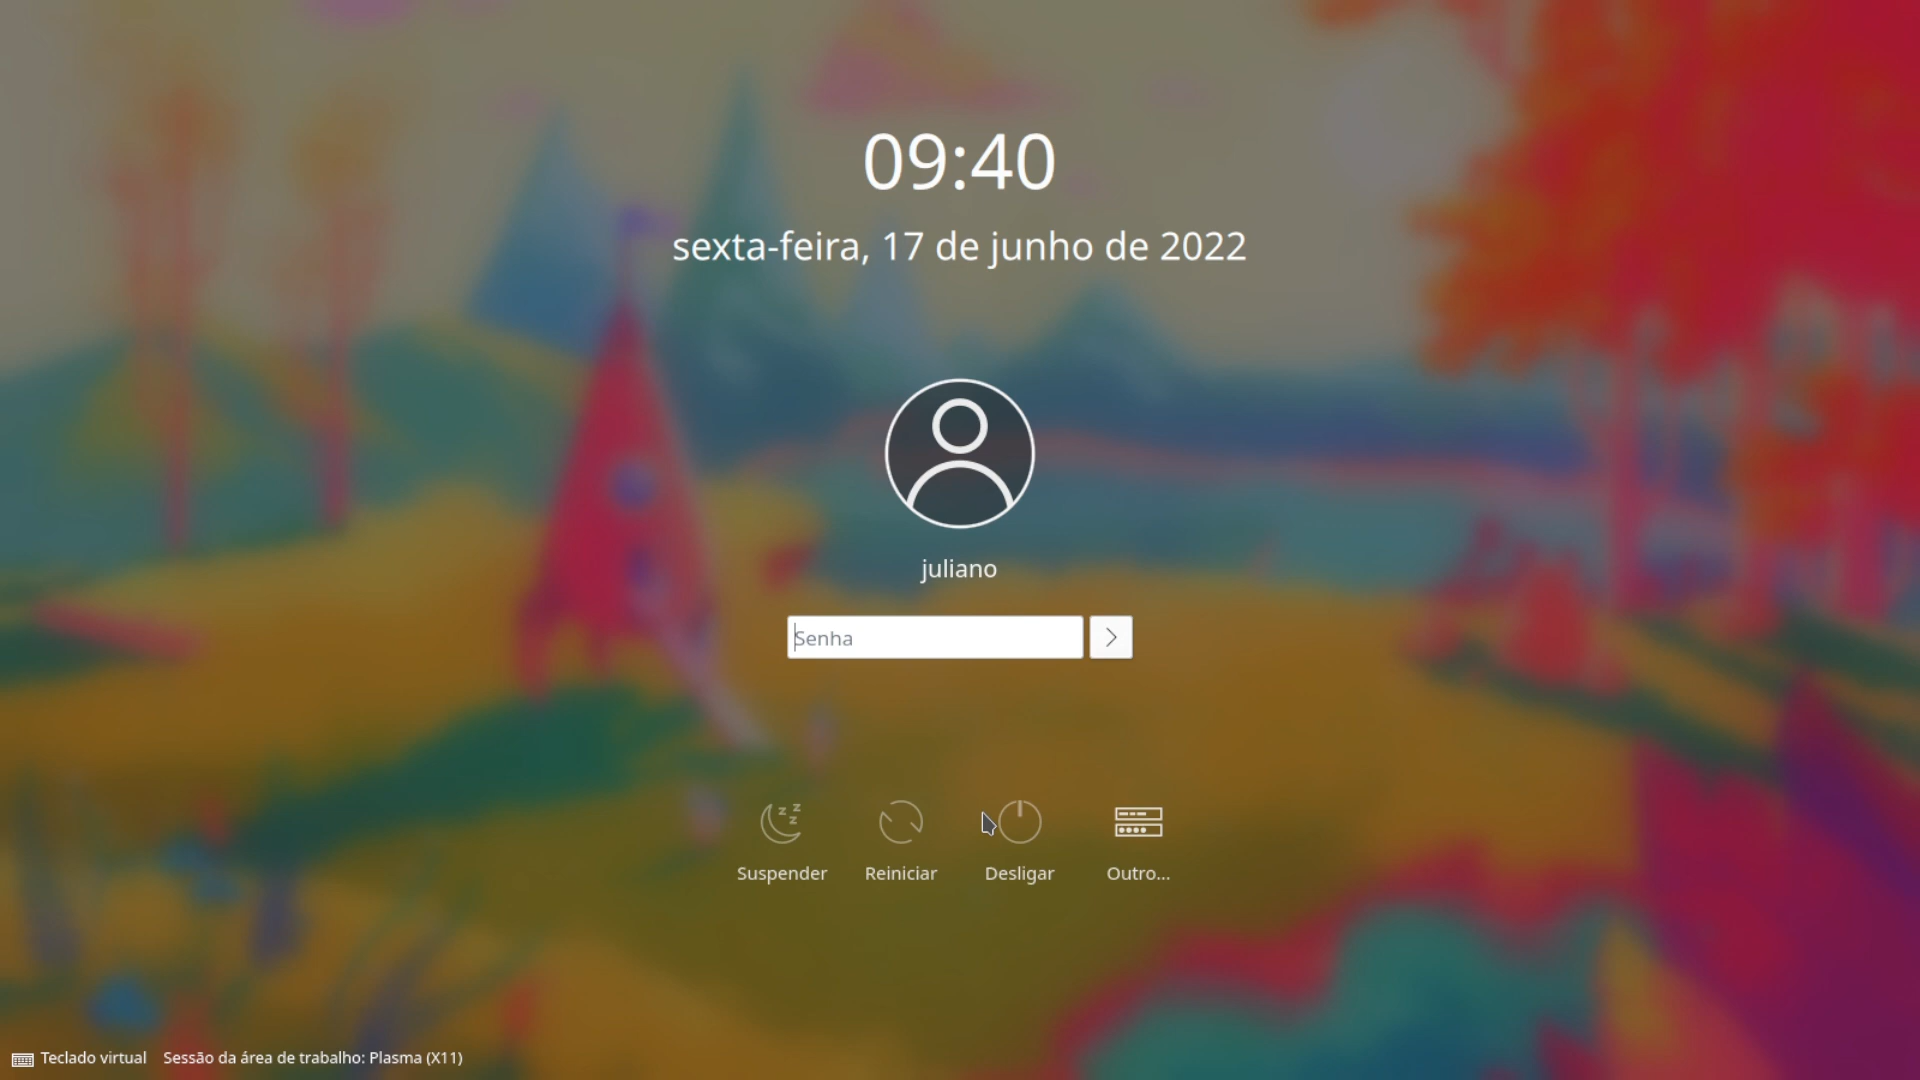 09:40
sexta-feira, 17 de junho de 2022
juliano
Senha
Suspender Reiniciar Desligar Outro...
Teclado virtual Sessão da área de trabalho: Plasma (X11)